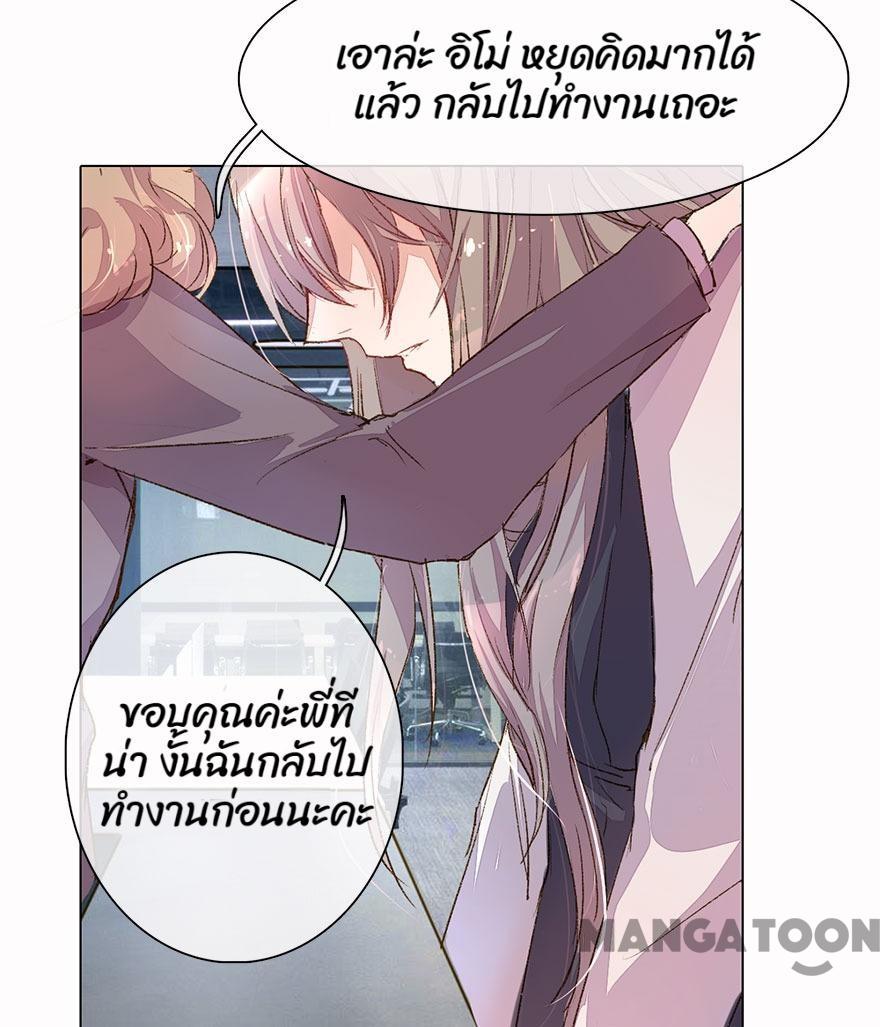 เอาล่ะ อิโม่ หยุดคิดมากได้
แล้ว กลับไปทำงานเถอะ
ขอบคุณค่ะพี่ที
น่า งั้นฉันกลับไป
ทำงานก่อนนะคะ
MANGATOON